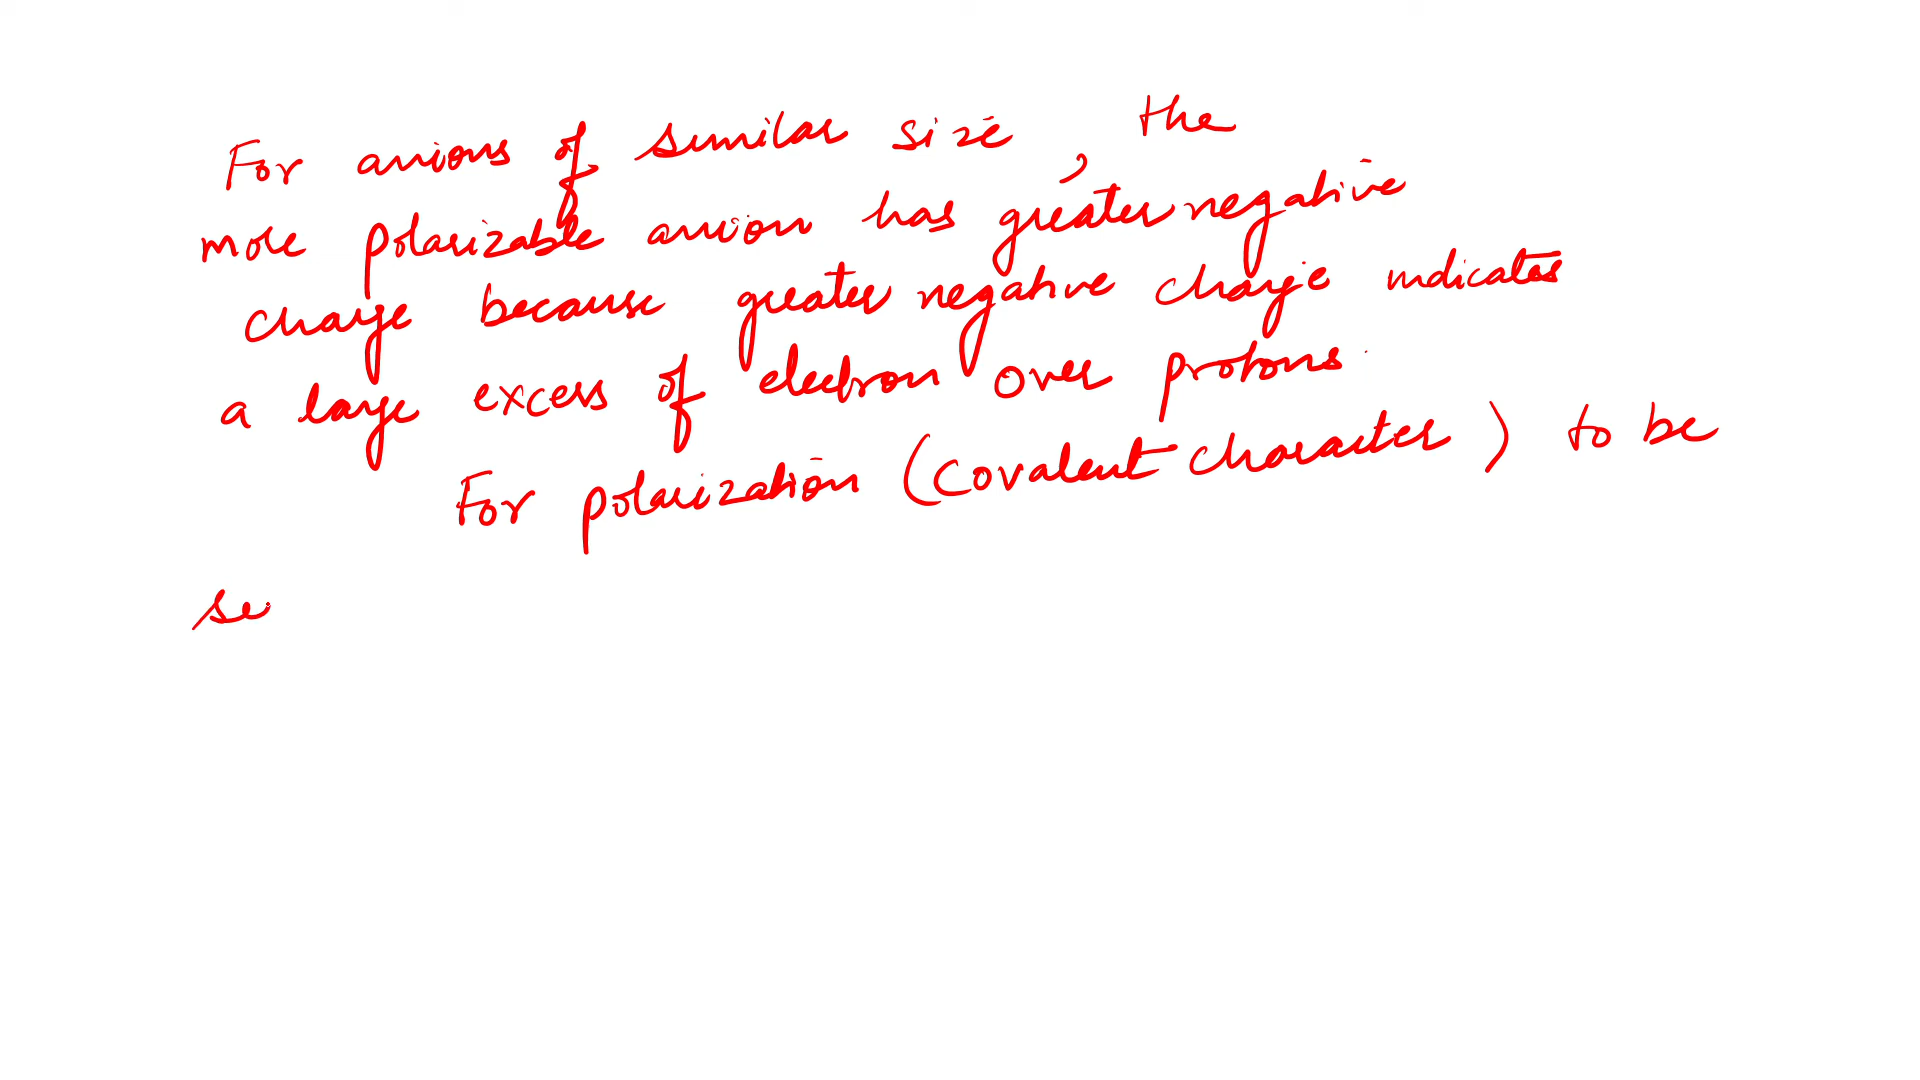 For anions of similar size, the
more polarizable anion has greater negative
charge because greater negative charge indicates
a large excess of electron over protons.
For polarization (covalent character) to be
se